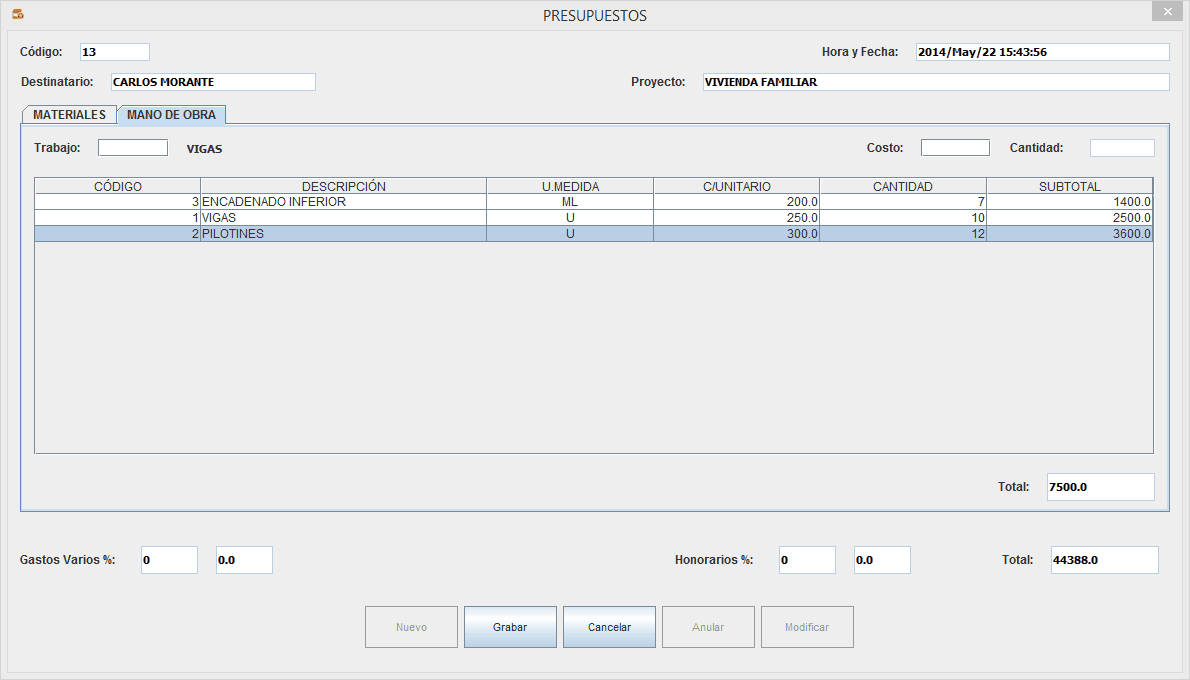 PRESUPUESTOS
Código: 13 Hora y Fecha: 2014/May/22 15:43:56
Destinatario: CARLOS MORANTE Proyecto: VIVIENDA FAMILIAR
MATERIALES MANO DE OBRA
Trabajo: VIGAS Costo: Cantidad:
CÓDIGO DESCRIPCIÓN U.MEDIDA C/UNITARIO CANTIDAD SUBTOTAL
3 ENCADENADO INFERIOR ML 200.0 7 1400.0
1 VIGAS U 250.0 10 2500.0
2 PILOTINES U 300.0 12 3600.0
Total: 7500.0
Gastos Varios %: 0 0.0 Honorarios %: 0 0.0 Total: 44388.0
Nuevo Grabar Cancelar Anular Modificar